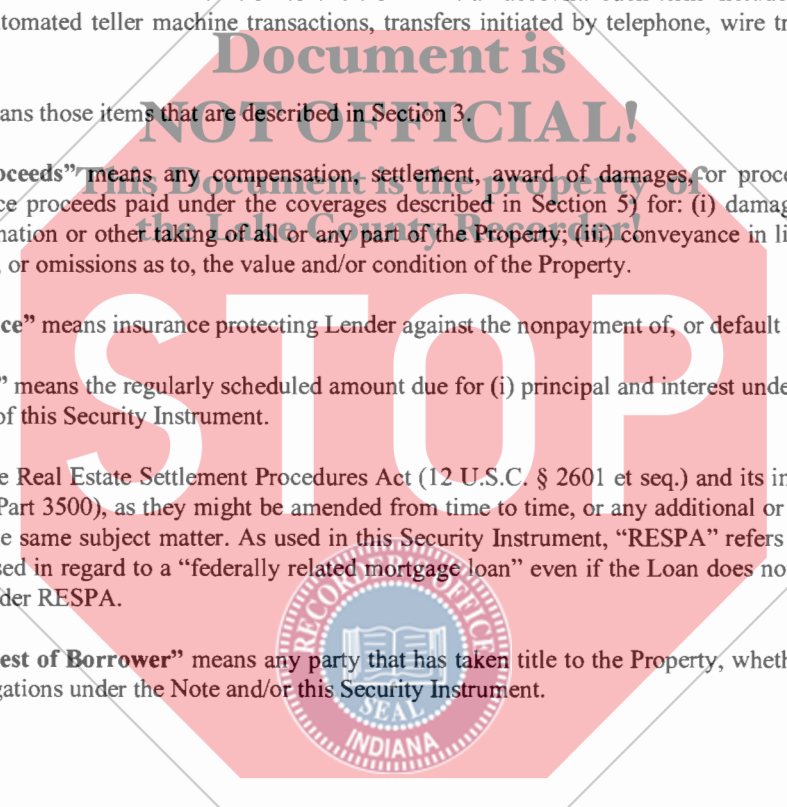 utomated teller machine transactions, transfers initiated by telephone, wire tr
Document is
ans those items that are described in Section 3.
NOT OFFICIAL!
oceeds” means any compensation, settlement, award of damages, or proce
This Document is the property of
ce proceeds paid under the coverages described in Section 5) for: (i) damag
nation or other taking of all or any part of the Property; (iii) conveyance in li
the Lake County Recorder!
, or omissions as to, the value and/or condition of the Property.
STOP
ce” means insurance protecting Lender against the nonpayment of, or default
” means the regularly scheduled amount due for (i) principal and interest unde
of this Security Instrument.
e Real Estate Settlement Procedures Act (12 U.S.C. § 2601 et seq.) and its in
Part 3500), as they might be amended from time to time, or any additional or
e same subject matter. As used in this Security Instrument, “RESPA” refers
sed in regard to a “federally related mortgage loan” even if the Loan does no
der RESPA.
RECORDER'S OFFICE
est of Borrower” means any party that has taken title to the Property, wheth
gations under the Note and/or this Security Instrument.
SEAL
INDIANA